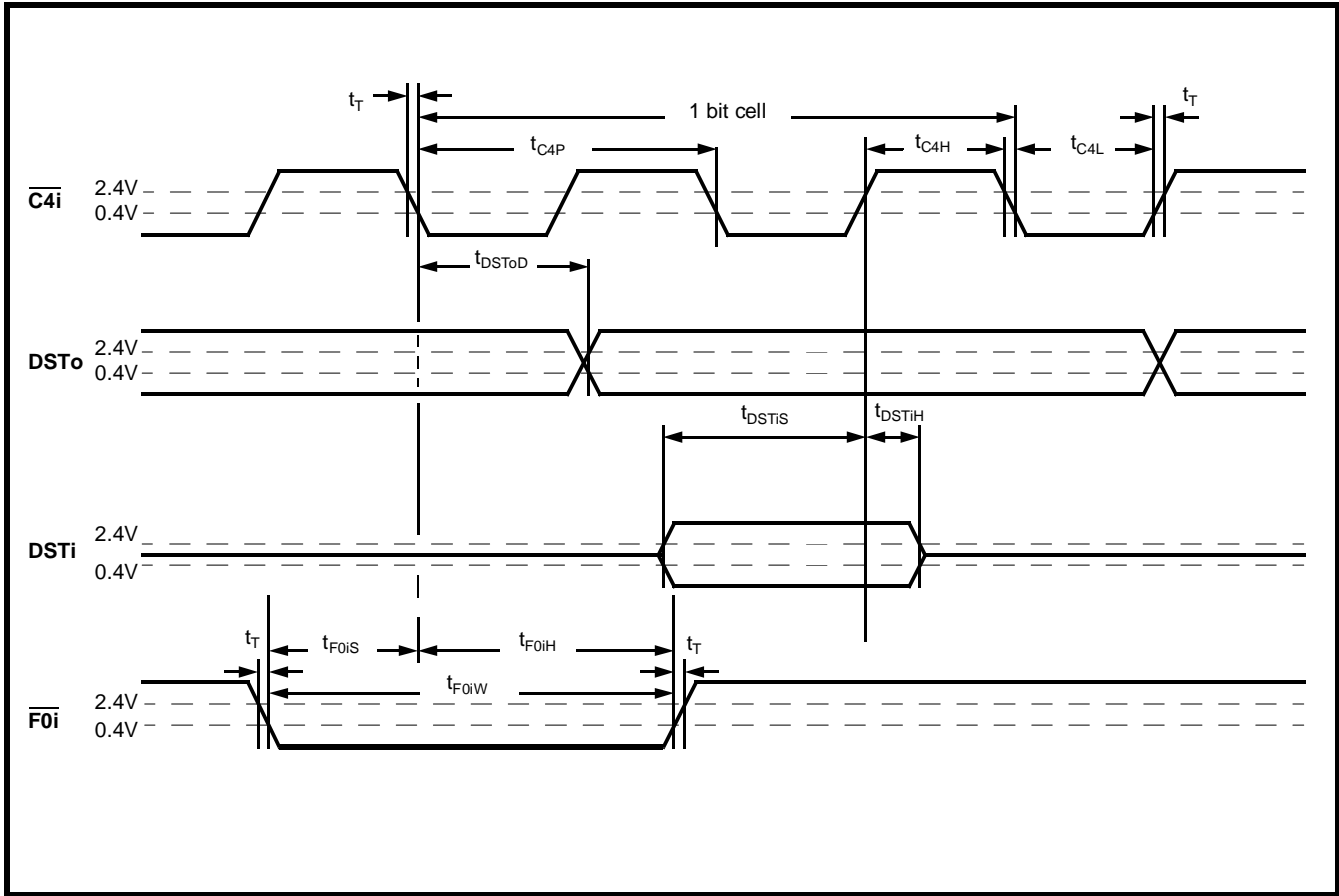 tT
1 bit cell
tT
tC4P
tC4H
tC4L
C4i
2.4V
0.4V
tDSToD
DSTo
2.4V
0.4V
tDSTiS
tDSTiH
DSTi
2.4V
0.4V
tT
tF0iS
tF0iH
tT
tF0iW
F0i
2.4V
0.4V